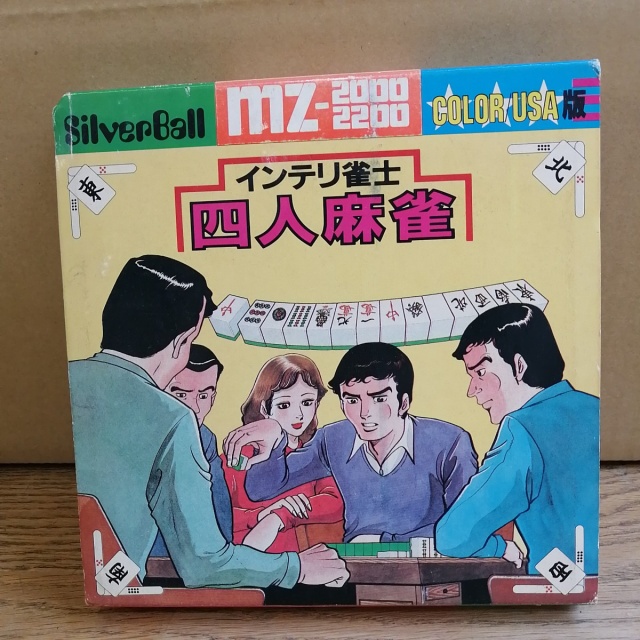 SilverBall
mz-2000
2200
COLOR USA版
インテリ雀士
四人麻雀
東
北
南
西